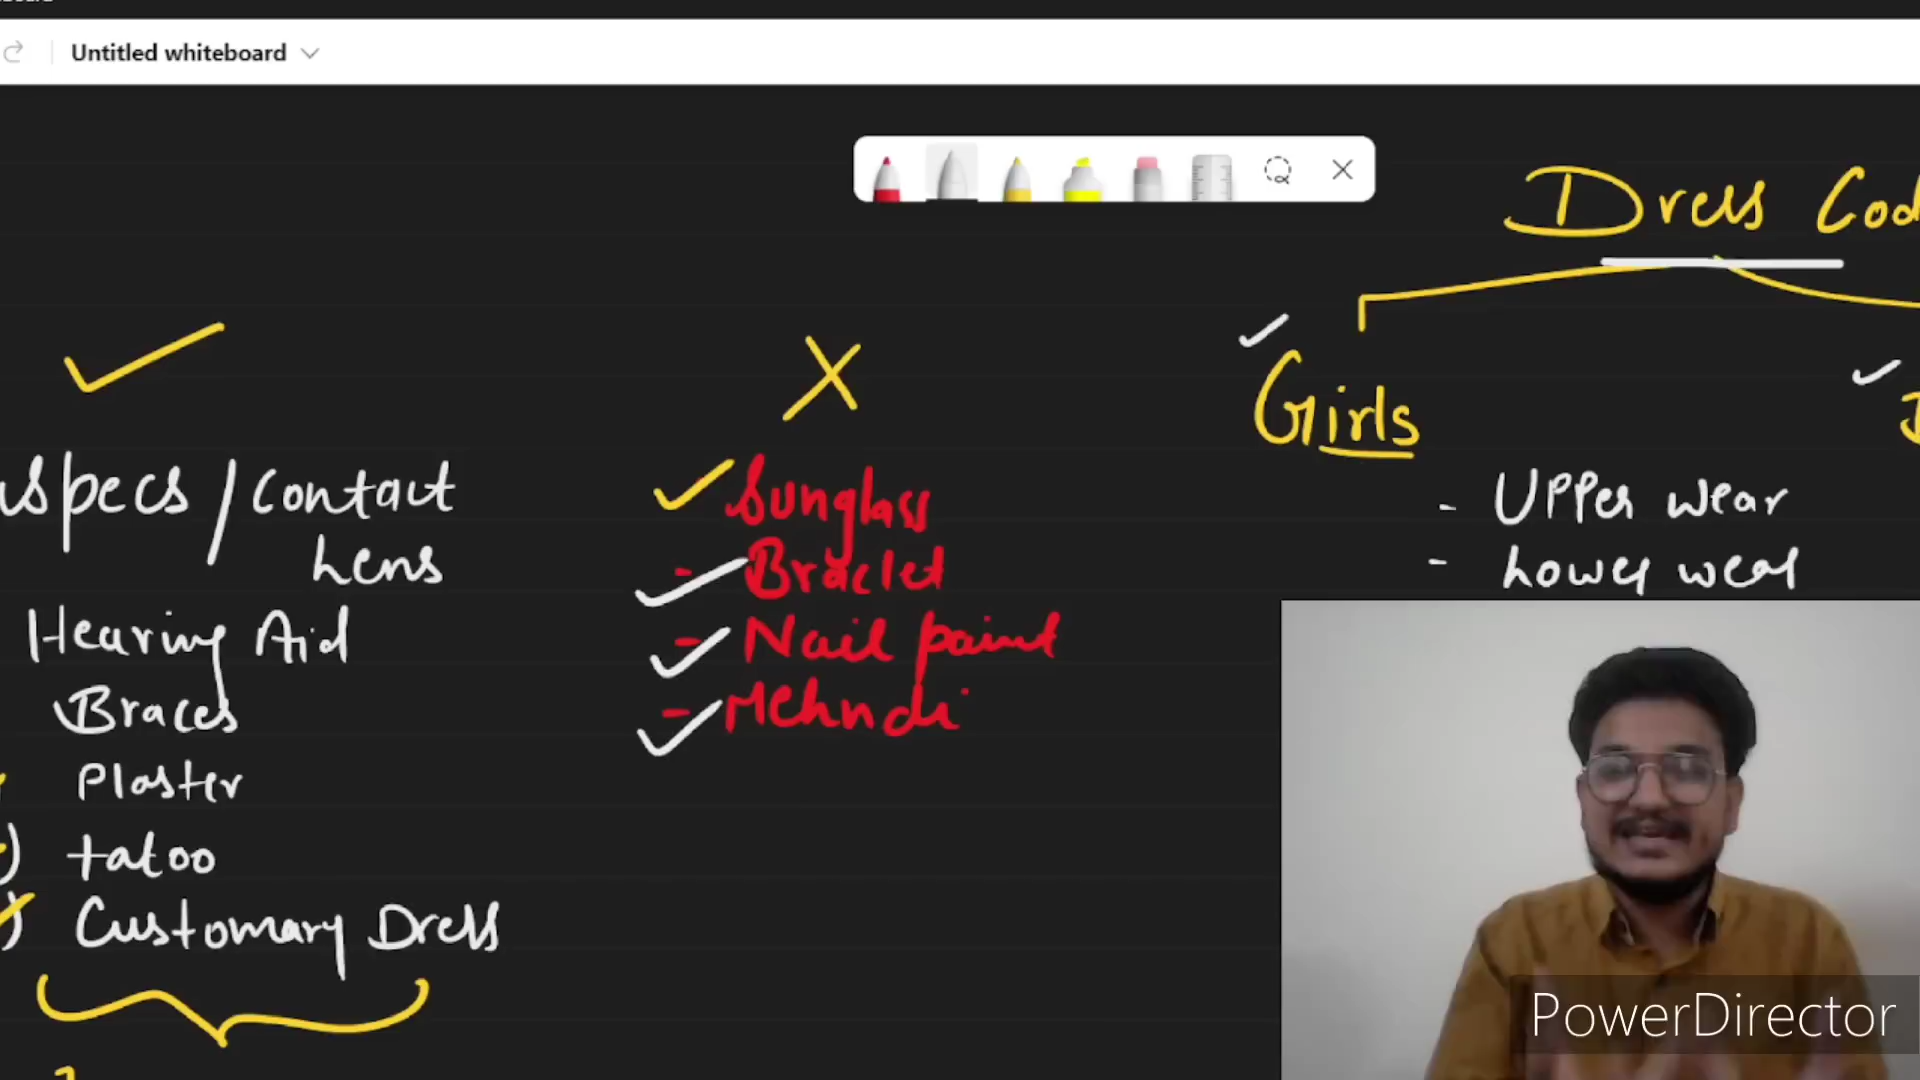 Untitled whiteboard
Dress Cod
Girls
- Upper wear
- Lower wear
specs / Contact
Lens
Hearing Aid
Braces
Plaster
tatoo
Customary Dress
Sunglass
- Braclet
- Nail paint
- Mehndi
PowerDirector